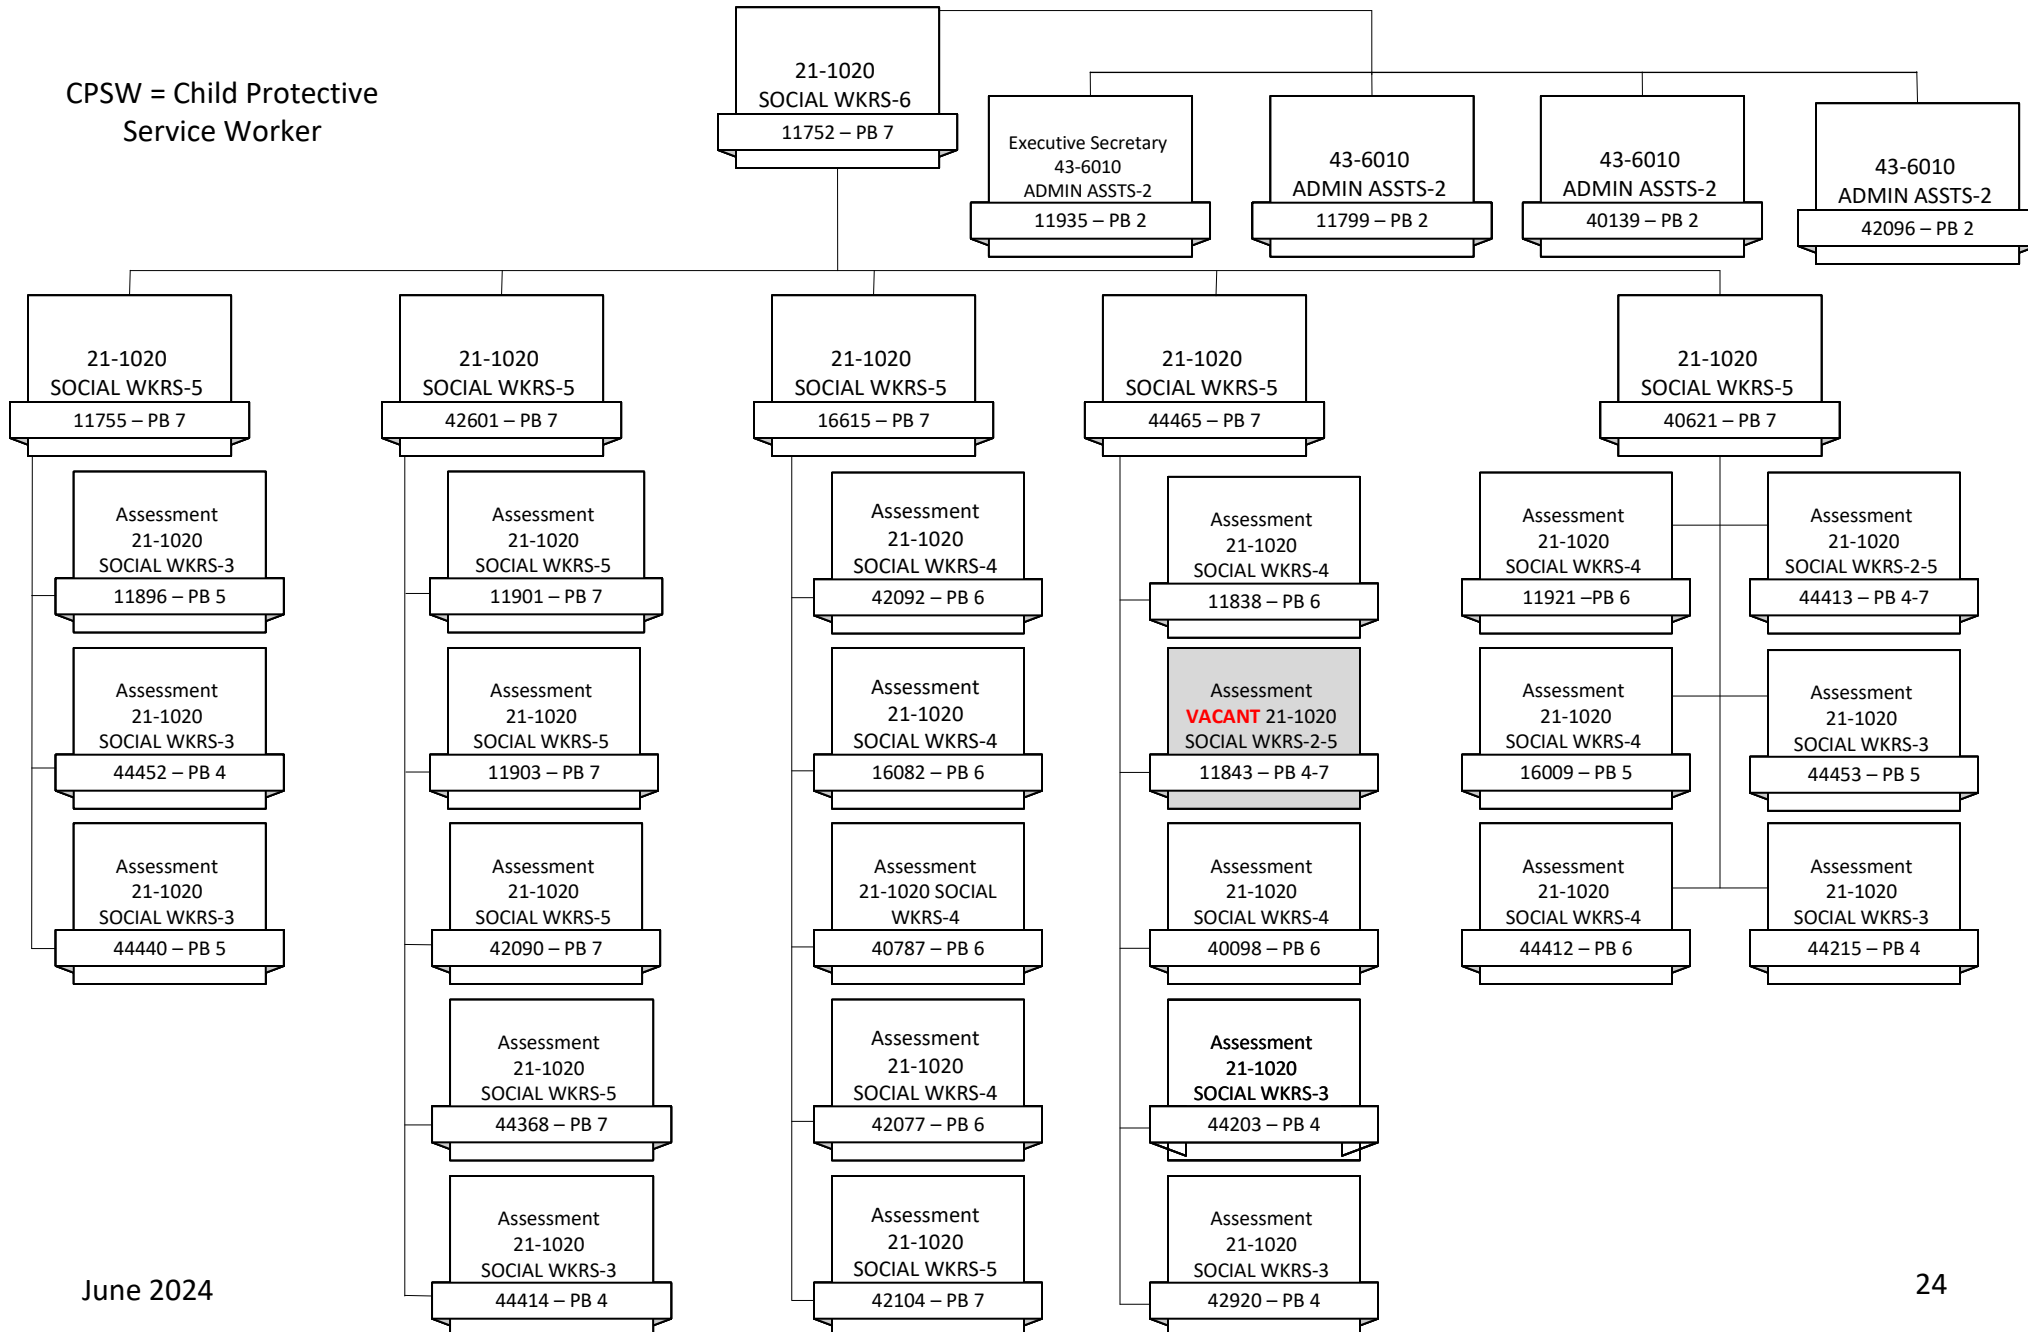 CPSW = Child Protective
Service Worker
21-1020
SOCIAL WKRS-6
11752 – PB 7
Executive Secretary
43-6010
ADMIN ASSTS-2
11935 – PB 2
43-6010
ADMIN ASSTS-2
11799 – PB 2
43-6010
ADMIN ASSTS-2
40139 – PB 2
43-6010
ADMIN ASSTS-2
42096 – PB 2
21-1020
SOCIAL WKRS-5
11755 – PB 7
Assessment
21-1020
SOCIAL WKRS-3
11896 – PB 5
Assessment
21-1020
SOCIAL WKRS-3
44452 – PB 4
Assessment
21-1020
SOCIAL WKRS-3
44440 – PB 5
21-1020
SOCIAL WKRS-5
42601 – PB 7
Assessment
21-1020
SOCIAL WKRS-5
11901 – PB 7
Assessment
21-1020
SOCIAL WKRS-5
11903 – PB 7
Assessment
21-1020
SOCIAL WKRS-5
42090 – PB 7
Assessment
21-1020
SOCIAL WKRS-5
44368 – PB 7
Assessment
21-1020
SOCIAL WKRS-3
44414 – PB 4
21-1020
SOCIAL WKRS-5
16615 – PB 7
Assessment
21-1020
SOCIAL WKRS-4
42092 – PB 6
Assessment
21-1020
SOCIAL WKRS-4
16082 – PB 6
Assessment
21-1020 SOCIAL
WKRS-4
40787 – PB 6
Assessment
21-1020
SOCIAL WKRS-4
42077 – PB 6
Assessment
21-1020
SOCIAL WKRS-5
42104 – PB 7
21-1020
SOCIAL WKRS-5
44465 – PB 7
Assessment
21-1020
SOCIAL WKRS-4
11838 – PB 6
Assessment
VACANT 21-1020
SOCIAL WKRS-2-5
11843 – PB 4-7
Assessment
21-1020
SOCIAL WKRS-4
40098 – PB 6
Assessment
21-1020
SOCIAL WKRS-3
44203 – PB 4
Assessment
21-1020
SOCIAL WKRS-3
42920 – PB 4
21-1020
SOCIAL WKRS-5
40621 – PB 7
Assessment
21-1020
SOCIAL WKRS-4
11921 –PB 6
Assessment
21-1020
SOCIAL WKRS-2-5
44413 – PB 4-7
Assessment
21-1020
SOCIAL WKRS-4
16009 – PB 5
Assessment
21-1020
SOCIAL WKRS-3
44453 – PB 5
Assessment
21-1020
SOCIAL WKRS-4
44412 – PB 6
Assessment
21-1020
SOCIAL WKRS-3
44215 – PB 4
June 2024
24